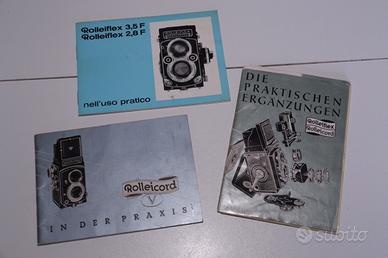 Rolleiflex 3,5 F
Rolleiflex 2,8 F
nell'uso pratico
DIE
PRAKTISCHEN
ERGÄNZUNGEN
Rolleiflex
Rolleicord
Rolleicord
V
IN DER PRAXIS
subito